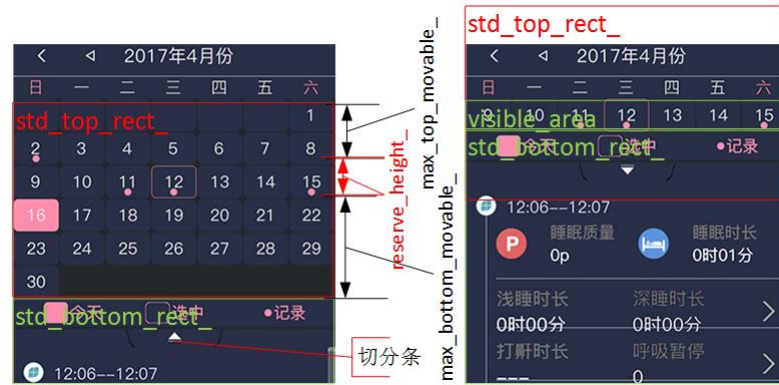 2017年4月份
日 一 二 三 四 五 六
std_top_rect_
1
2 3 4 5 6 7 8
9 10 11 12 13 14 15
16 17 18 19 20 21 22
23 24 25 26 27 28 29
30
今天 选中 •记录
std_bottom_rect_
12:06--12:07
max_top_movable_
reserve_height_
max_bottom_movable_
切分条
std_top_rect_
2017年4月份
日 一 二 三 四 五 六
9 10 11 12 13 14 15
visible_area
今天 选中 •记录
std_bottom_rect_
12:06--12:07
P
睡眠质量
0p
睡眠时长
0时01分
浅睡时长
0时00分
深睡时长
0时00分
打鼾时长
---
呼吸暂停
0